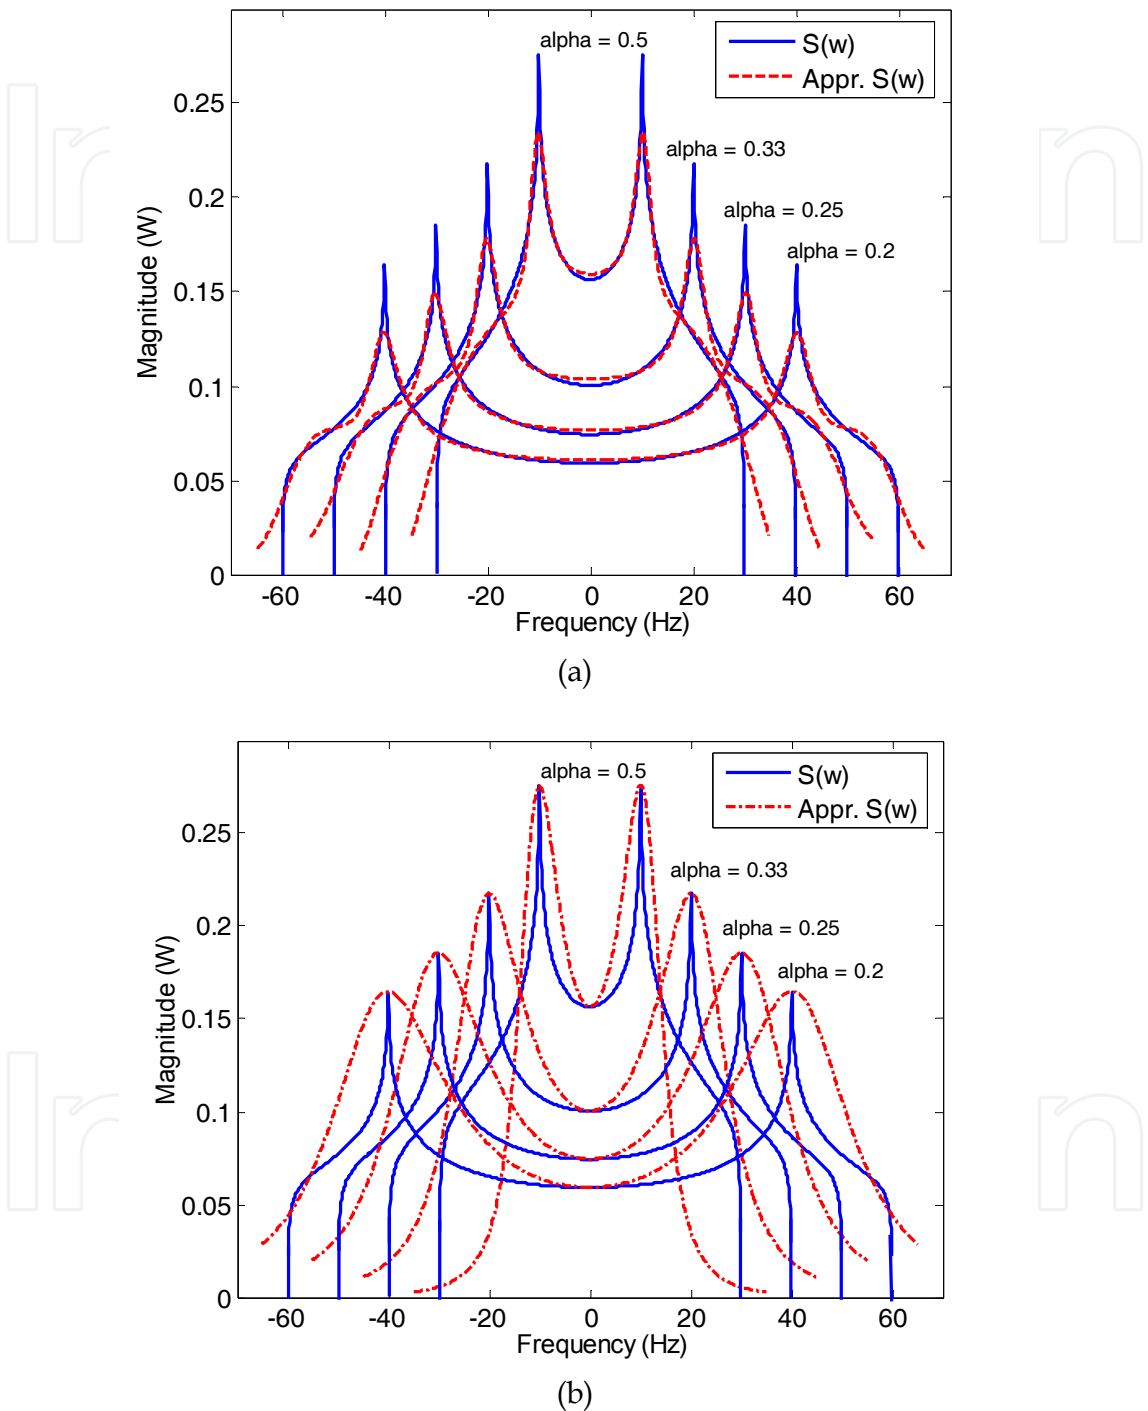 alpha = 0.5
S(w)
Appr. S(w)
alpha = 0.33
alpha = 0.25
alpha = 0.2
Magnitude (W)
0.25
0.2
0.15
0.1
0.05
0
-60 -40 -20 0 20 40 60
Frequency (Hz)
(a)
alpha = 0.5
S(w)
Appr. S(w)
alpha = 0.33
alpha = 0.25
alpha = 0.2
Magnitude (W)
0.25
0.2
0.15
0.1
0.05
0
-60 -40 -20 0 20 40 60
Frequency (Hz)
(b)